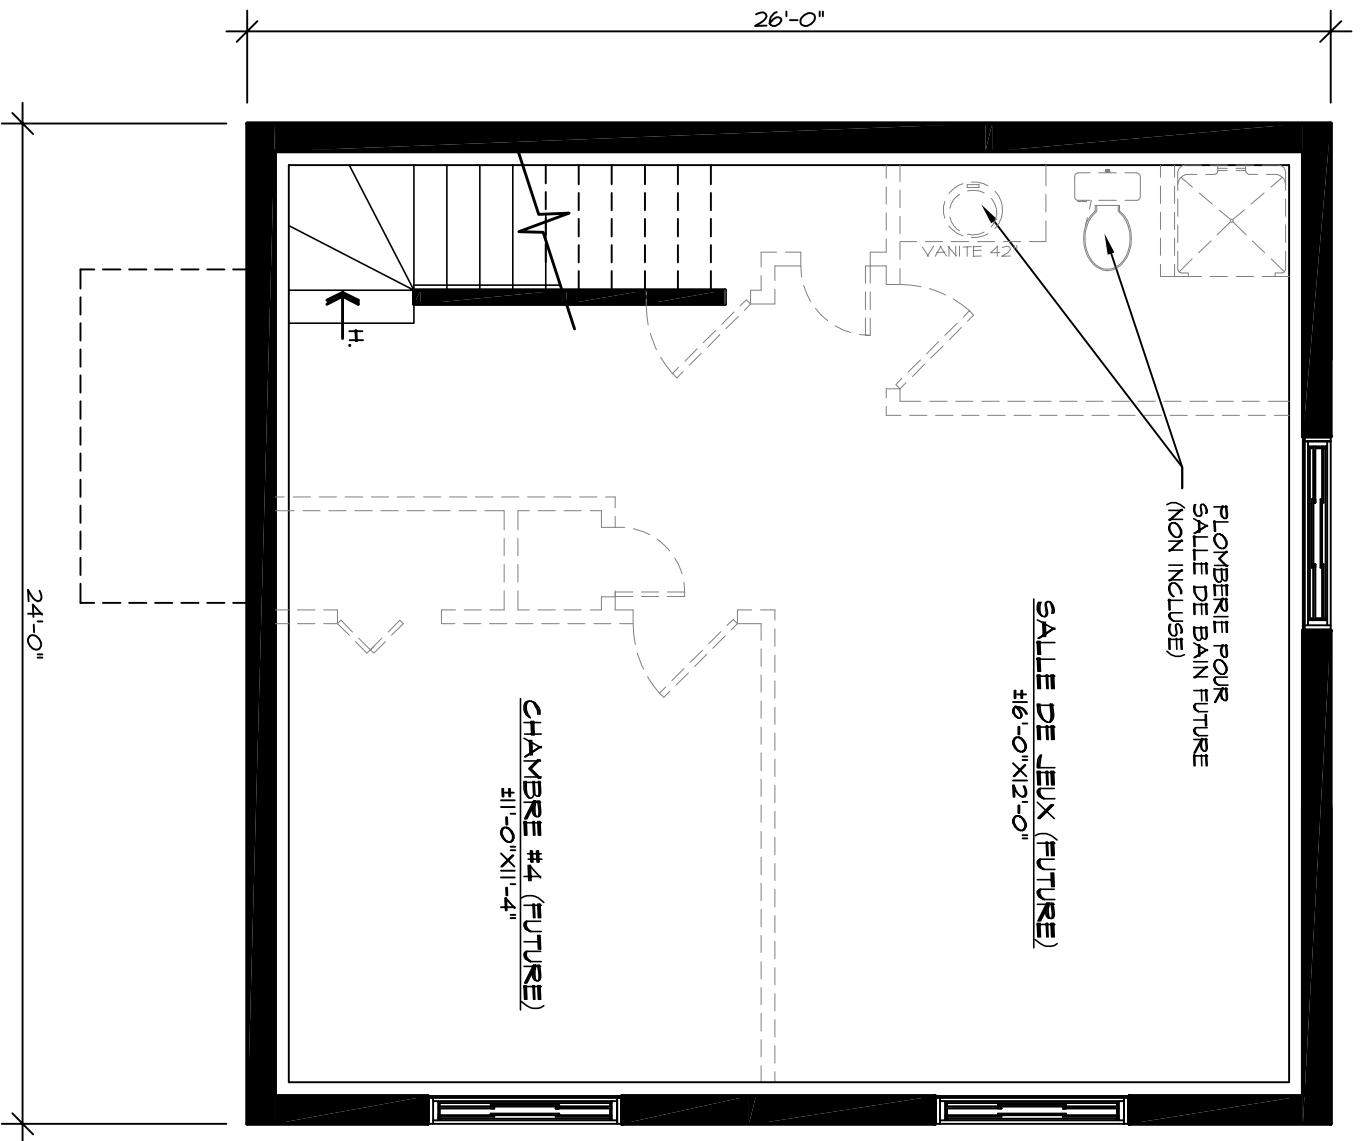 26'-0"
24'-0"
VANITE 42"
H.
PLOMBERIE POUR
SALLE DE BAIN FUTURE
(NON INCLUSE)
SALLE DE JEUX (FUTURE)
±16'-0"X12'-0"
CHAMBRE #4 (FUTURE)
±11'-0"X11'-4"